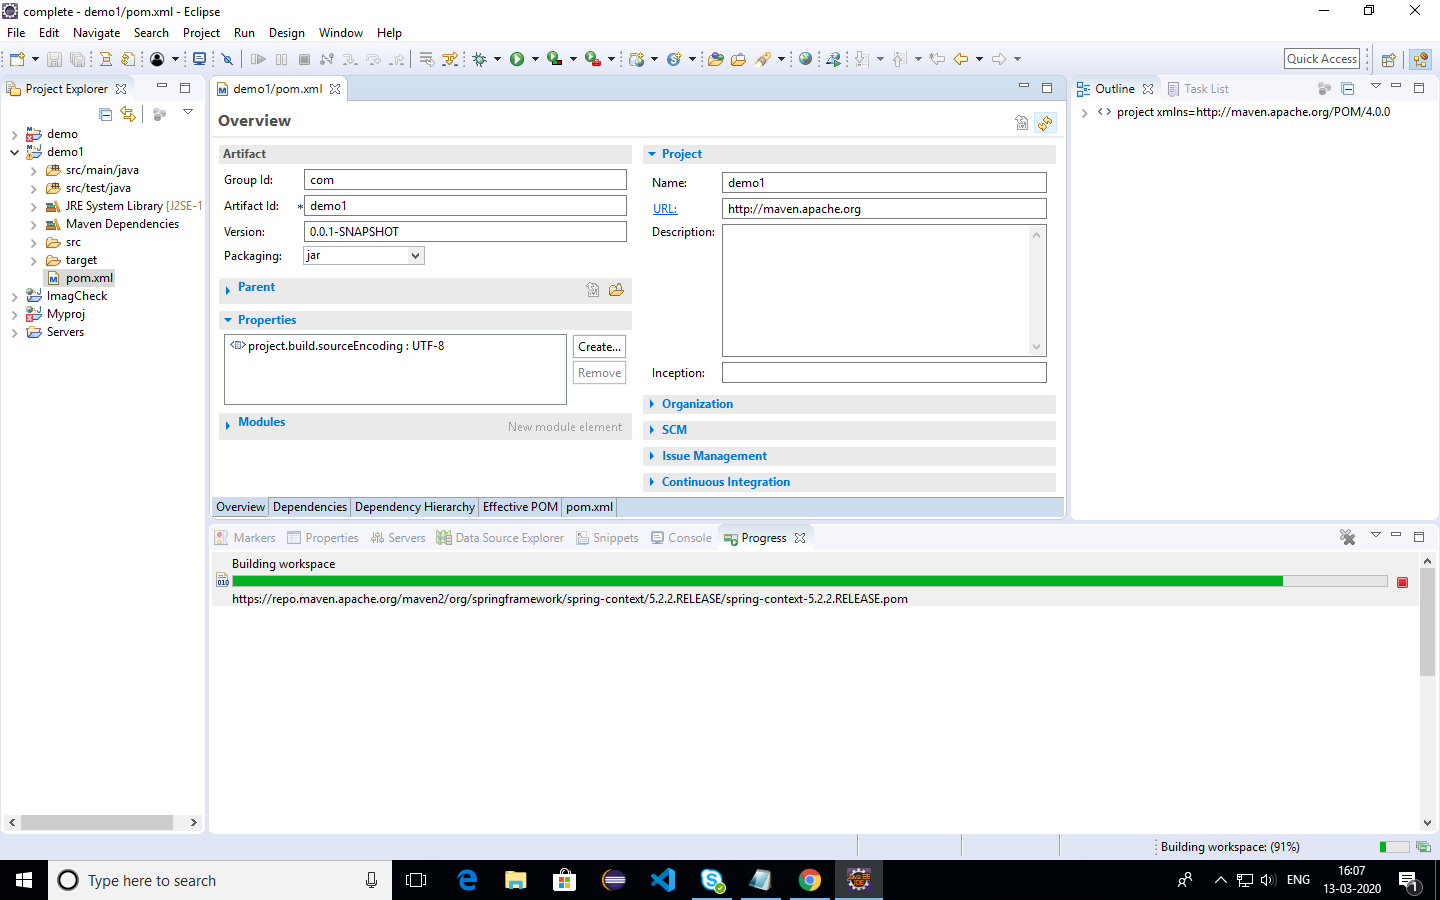 complete - demo1/pom.xml - Eclipse
File Edit Navigate Search Project Run Design Window Help
Quick Access
Project Explorer
demo
demo1
src/main/java
src/test/java
JRE System Library [J2SE-1
Maven Dependencies
src
target
pom.xml
ImagCheck
Myproj
Servers
demo1/pom.xml
Overview
Artifact
Group Id: com
Artifact Id: * demo1
Version: 0.0.1-SNAPSHOT
Packaging: jar
Parent
Properties
project.build.sourceEncoding : UTF-8
Create...
Remove
Modules New module element
Project
Name: demo1
URL: http://maven.apache.org
Description:
Inception:
Organization
SCM
Issue Management
Continuous Integration
Overview Dependencies Dependency Hierarchy Effective POM pom.xml
Outline Task List
project xmlns=http://maven.apache.org/POM/4.0.0
Markers Properties Servers Data Source Explorer Snippets Console Progress
Building workspace
010
https://repo.maven.apache.org/maven2/org/springframework/spring-context/5.2.2.RELEASE/spring-context-5.2.2.RELEASE.pom
Building workspace: (91%)
Type here to search
ENG
16:07
13-03-2020
1